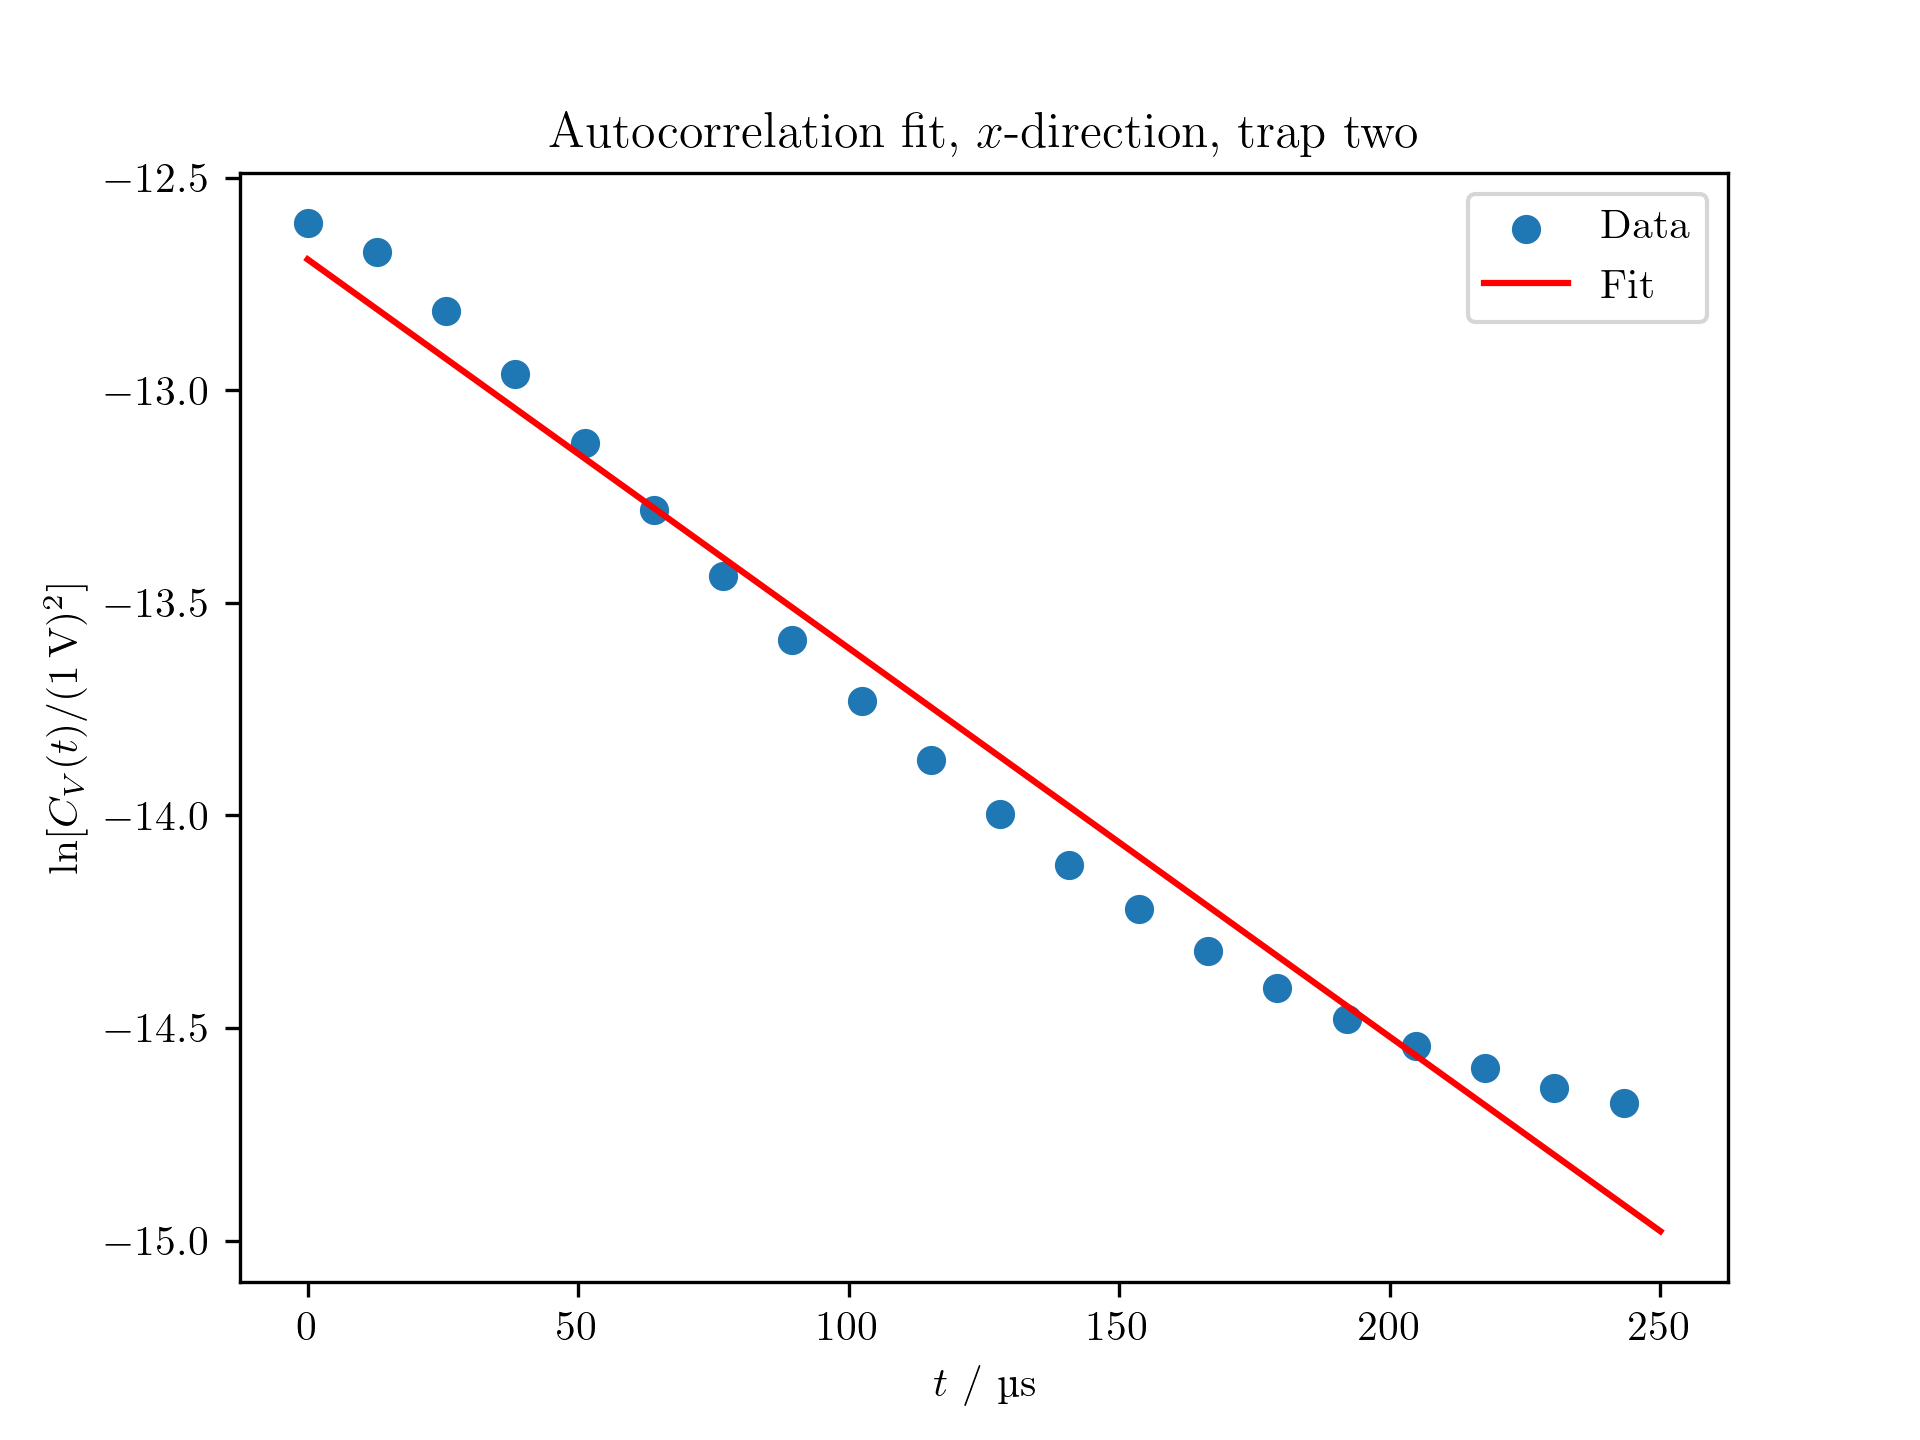 Autocorrelation fit, x-direction, trap two
Data
Fit
−12.5
−13.0
−13.5
−14.0
−14.5
−15.0
ln[C_V(t)/(1 V)²]
0 50 100 150 200 250
t / µs